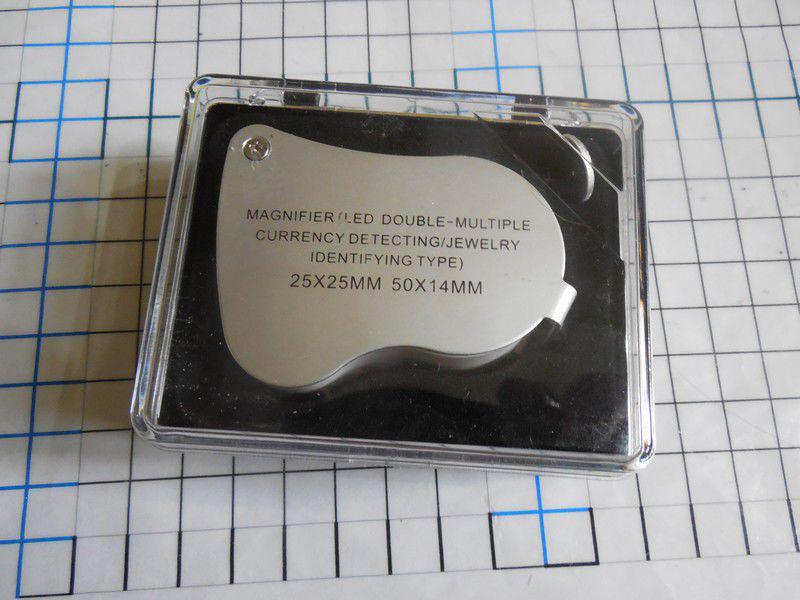 MAGNIFIER(LED DOUBLE-MULTIPLE
CURRENCY DETECTING/JEWELRY
IDENTIFYING TYPE)
25X25MM 50X14MM